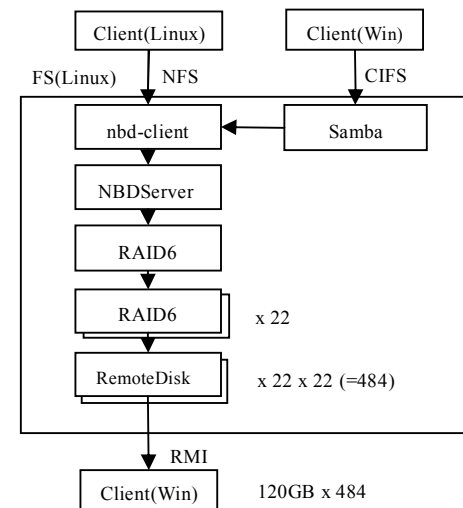 Client(Linux)
Client(Win)
FS(Linux)
NFS
CIFS
nbd-client
Samba
NBDServer
RAID6
RAID6
x 22
RemoteDisk
x 22 x 22 (=484)
RMI
Client(Win)
120GB x 484